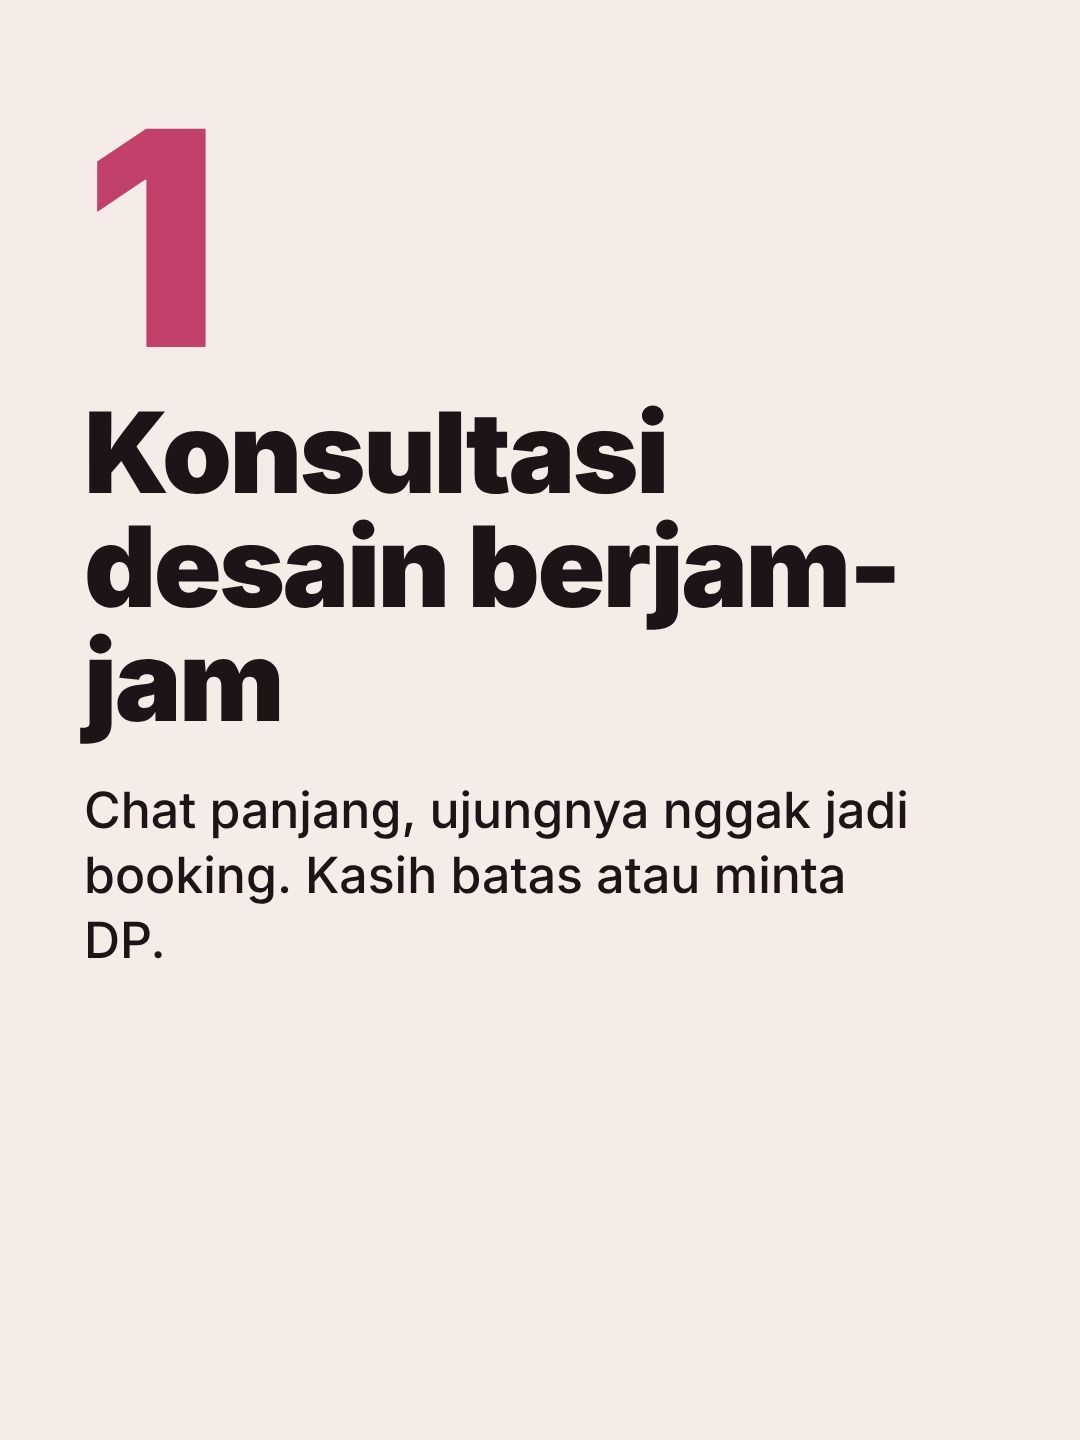 1
Konsultasi
desain berjam-
jam
Chat panjang, ujungnya nggak jadi
booking. Kasih batas atau minta
DP.